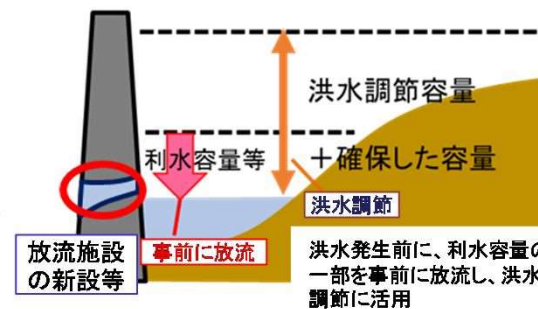 洪水調節容量
利水容量等
＋確保した容量
洪水調節
放流施設
の新設等
事前に放流
洪水発生前に、利水容量の
一部を事前に放流し、洪水
調節に活用